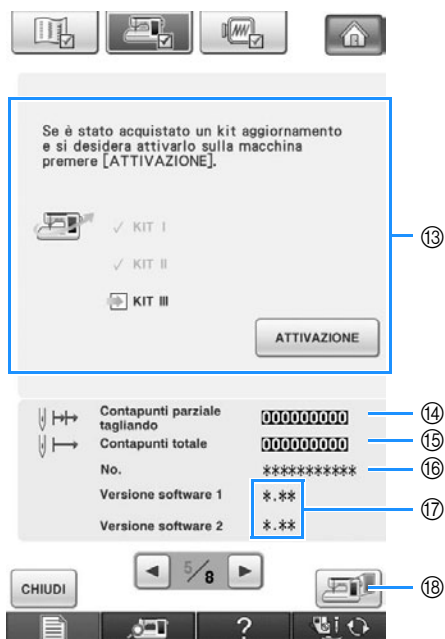 Se è stato acquistato un kit aggiornamento
e si desidera attivarlo sulla macchina
premere [ATTIVAZIONE].
KIT I
KIT II
KIT III
ATTIVAZIONE
⑬
Contapunti parziale
tagliando
000000000
⑭
Contapunti totale
000000000
⑮
No.
***********
⑯
Versione software 1
*.**
⑰
Versione software 2
*.**
CHIUDI
5/8
⑱
?
i